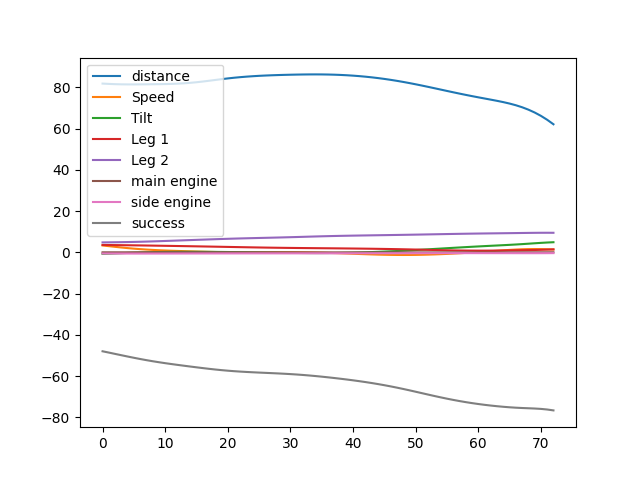 distance
Speed
Tilt
Leg 1
Leg 2
main engine
side engine
success
80
60
40
20
0
−20
−40
−60
−80
0 10 20 30 40 50 60 70